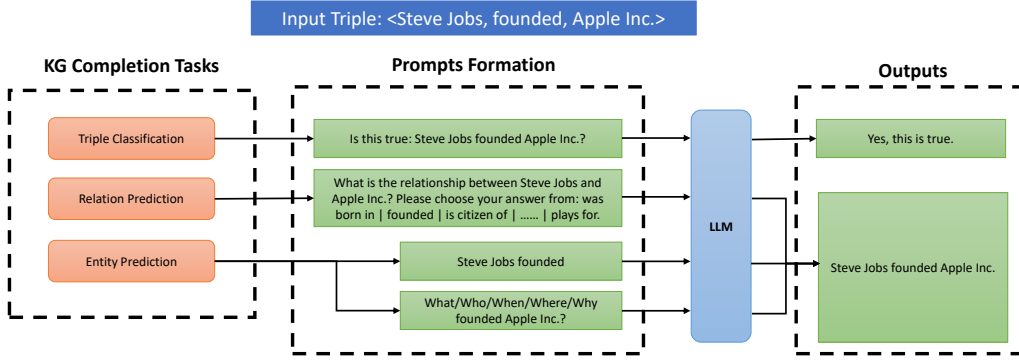 Input Triple: <Steve Jobs, founded, Apple Inc.>
KG Completion Tasks
Prompts Formation
Outputs
Triple Classification
Is this true: Steve Jobs founded Apple Inc.?
Yes, this is true.
Relation Prediction
What is the relationship between Steve Jobs and
Apple Inc.? Please choose your answer from: was
born in | founded | is citizen of | ...... | plays for.
LLM
Entity Prediction
Steve Jobs founded
Steve Jobs founded Apple Inc.
What/Who/When/Where/Why
founded Apple Inc.?